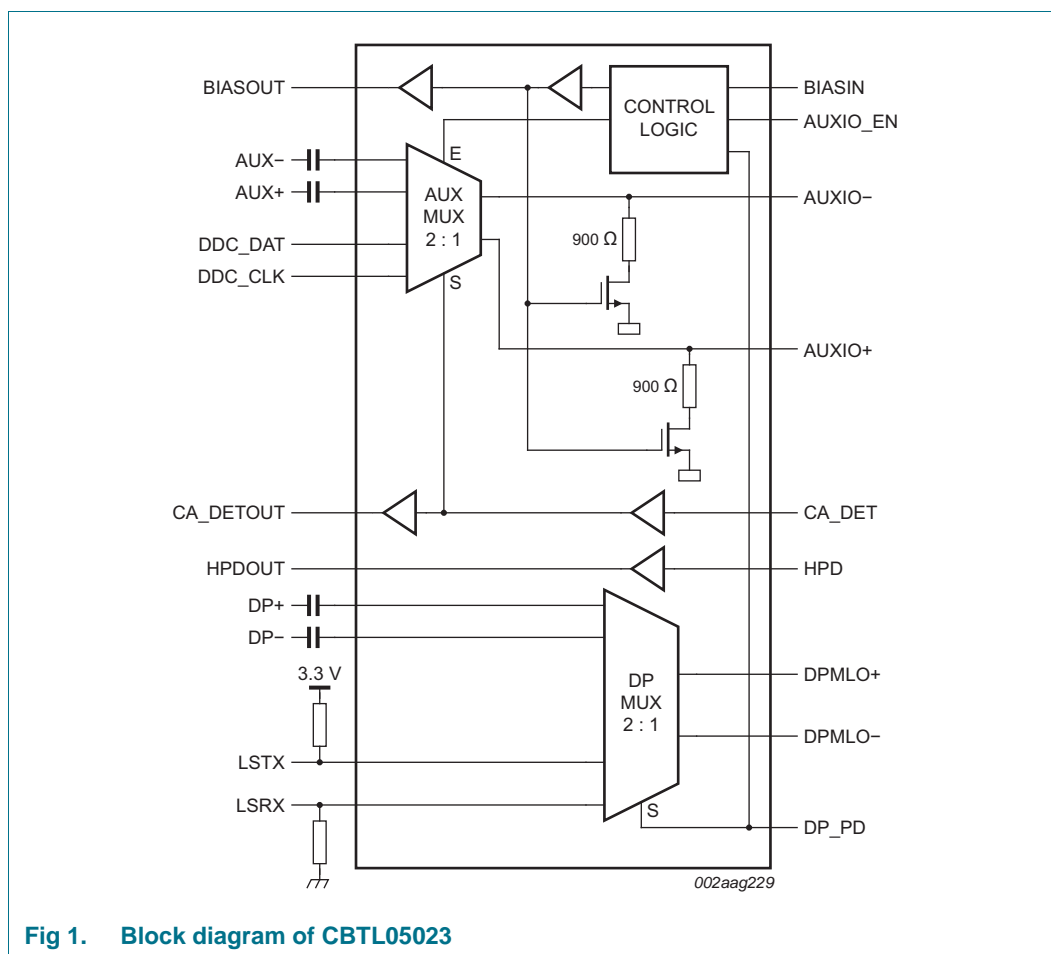 BIASOUT
CONTROL
LOGIC
BIASIN
AUXIO_EN
E
AUX−
AUX+
AUX
MUX
2 : 1
AUXIO−
900 Ω
DDC_DAT
DDC_CLK
S
AUXIO+
900 Ω
CA_DETOUT
CA_DET
HPDOUT
HPD
DP+
DP−
3.3 V
DP
MUX
2 : 1
DPMLO+
DPMLO−
LSTX
LSRX
S
DP_PD
002aag229
Fig 1. Block diagram of CBTL05023